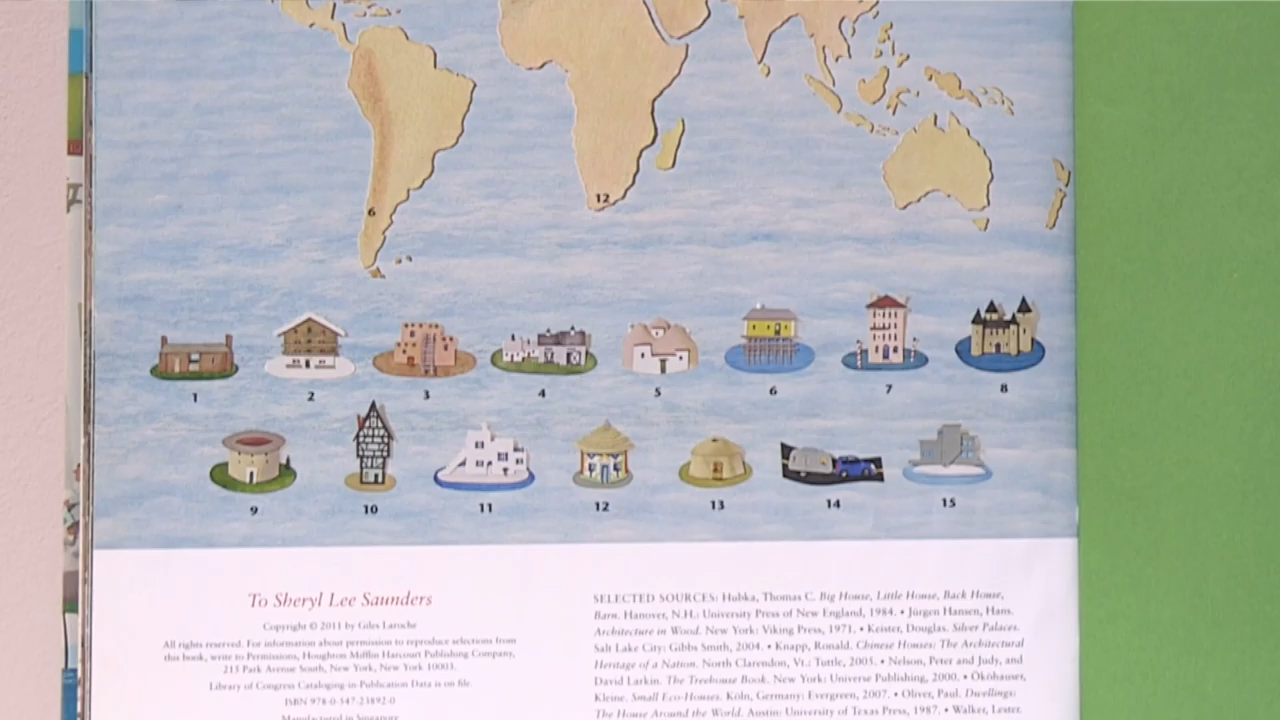 12
6
1 2 3 4 5 6 7 8
9 10 11 12 13 14 15
To Sheryl Lee Saunders
Copyright © 2011 by Giles Laroche
All rights reserved. For information about permission to reproduce selections from
this book, write to Permissions, Houghton Mifflin Harcourt Publishing Company,
215 Park Avenue South, New York, New York 10003.
Library of Congress Cataloging-in-Publication Data is on file.
ISBN 978-0-547-23892-0
Manufactured in Singapore
SELECTED SOURCES: Hubka, Thomas C. Big House, Little House, Back House,
Barn. Hanover, N.H.: University Press of New England, 1984. • Jürgen Hansen, Hans.
Architecture in Wood. New York: Viking Press, 1971. • Keister, Douglas. Silver Palaces.
Salt Lake City: Gibbs Smith, 2004. • Knapp, Ronald. Chinese Houses: The Architectural
Heritage of a Nation. North Clarendon, Vt.: Tuttle, 2005. • Nelson, Peter and Judy, and
David Larkin. The Treehouse Book. New York: Universe Publishing, 2000. • Ökohäuser,
Kleine. Small Eco-Houses. Köln, Germany: Evergreen, 2007. • Oliver, Paul. Dwellings:
The House Around the World. Austin: University of Texas Press, 1987. • Walker, Lester.